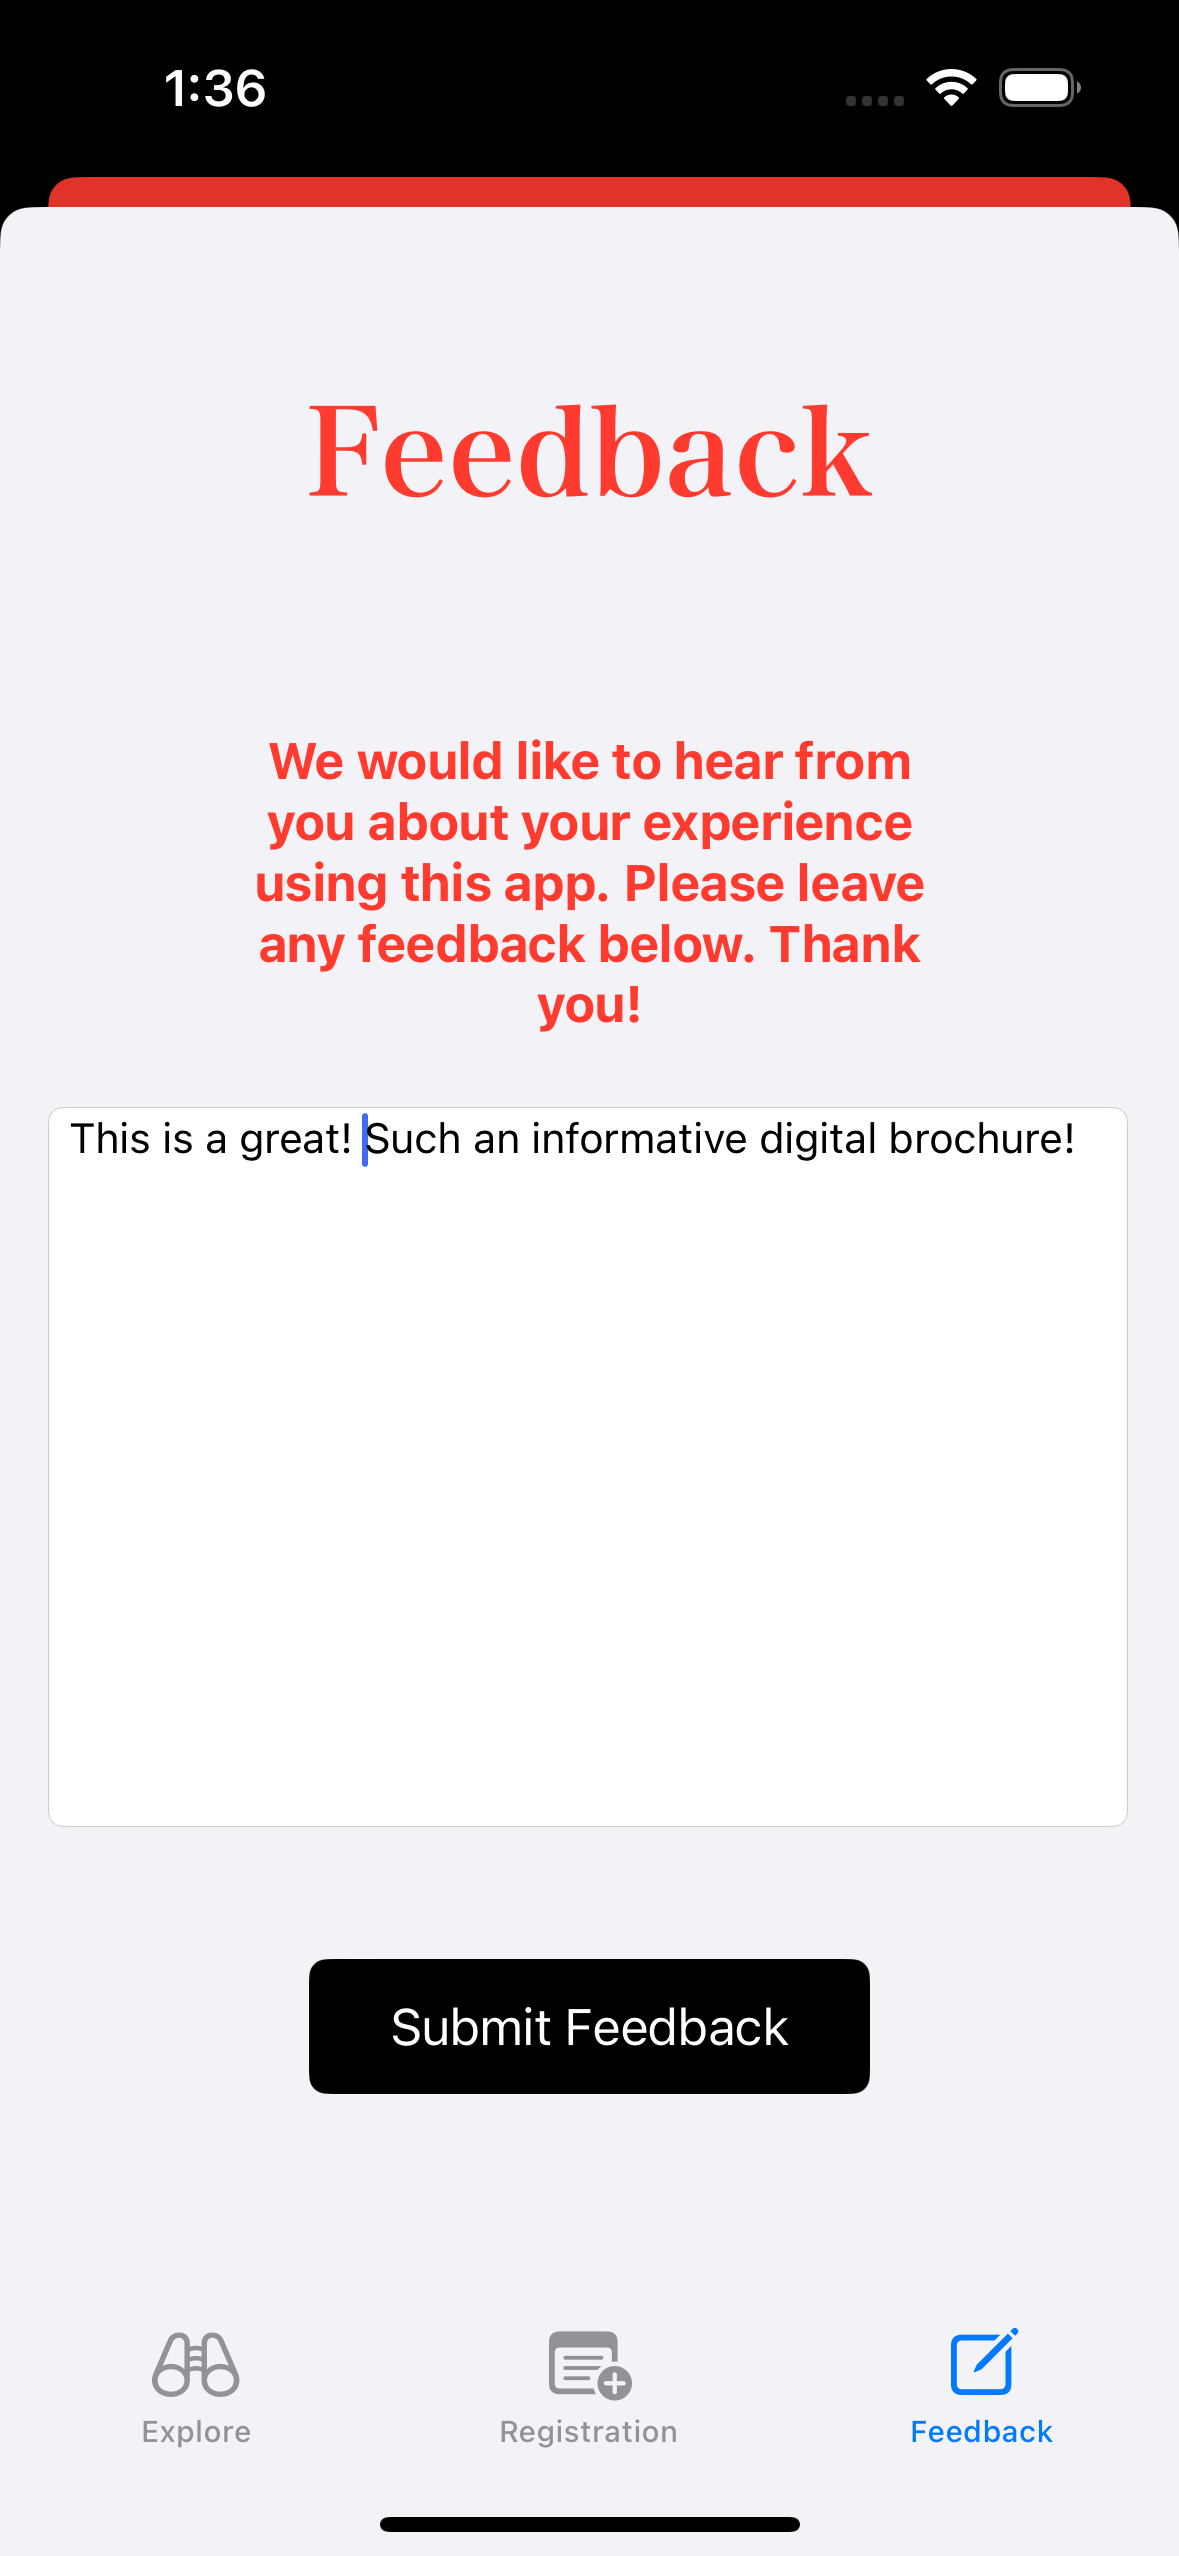 1:36
Feedback
We would like to hear from
you about your experience
using this app. Please leave
any feedback below. Thank
you!
This is a great! Such an informative digital brochure!
Submit Feedback
Explore
Registration
Feedback